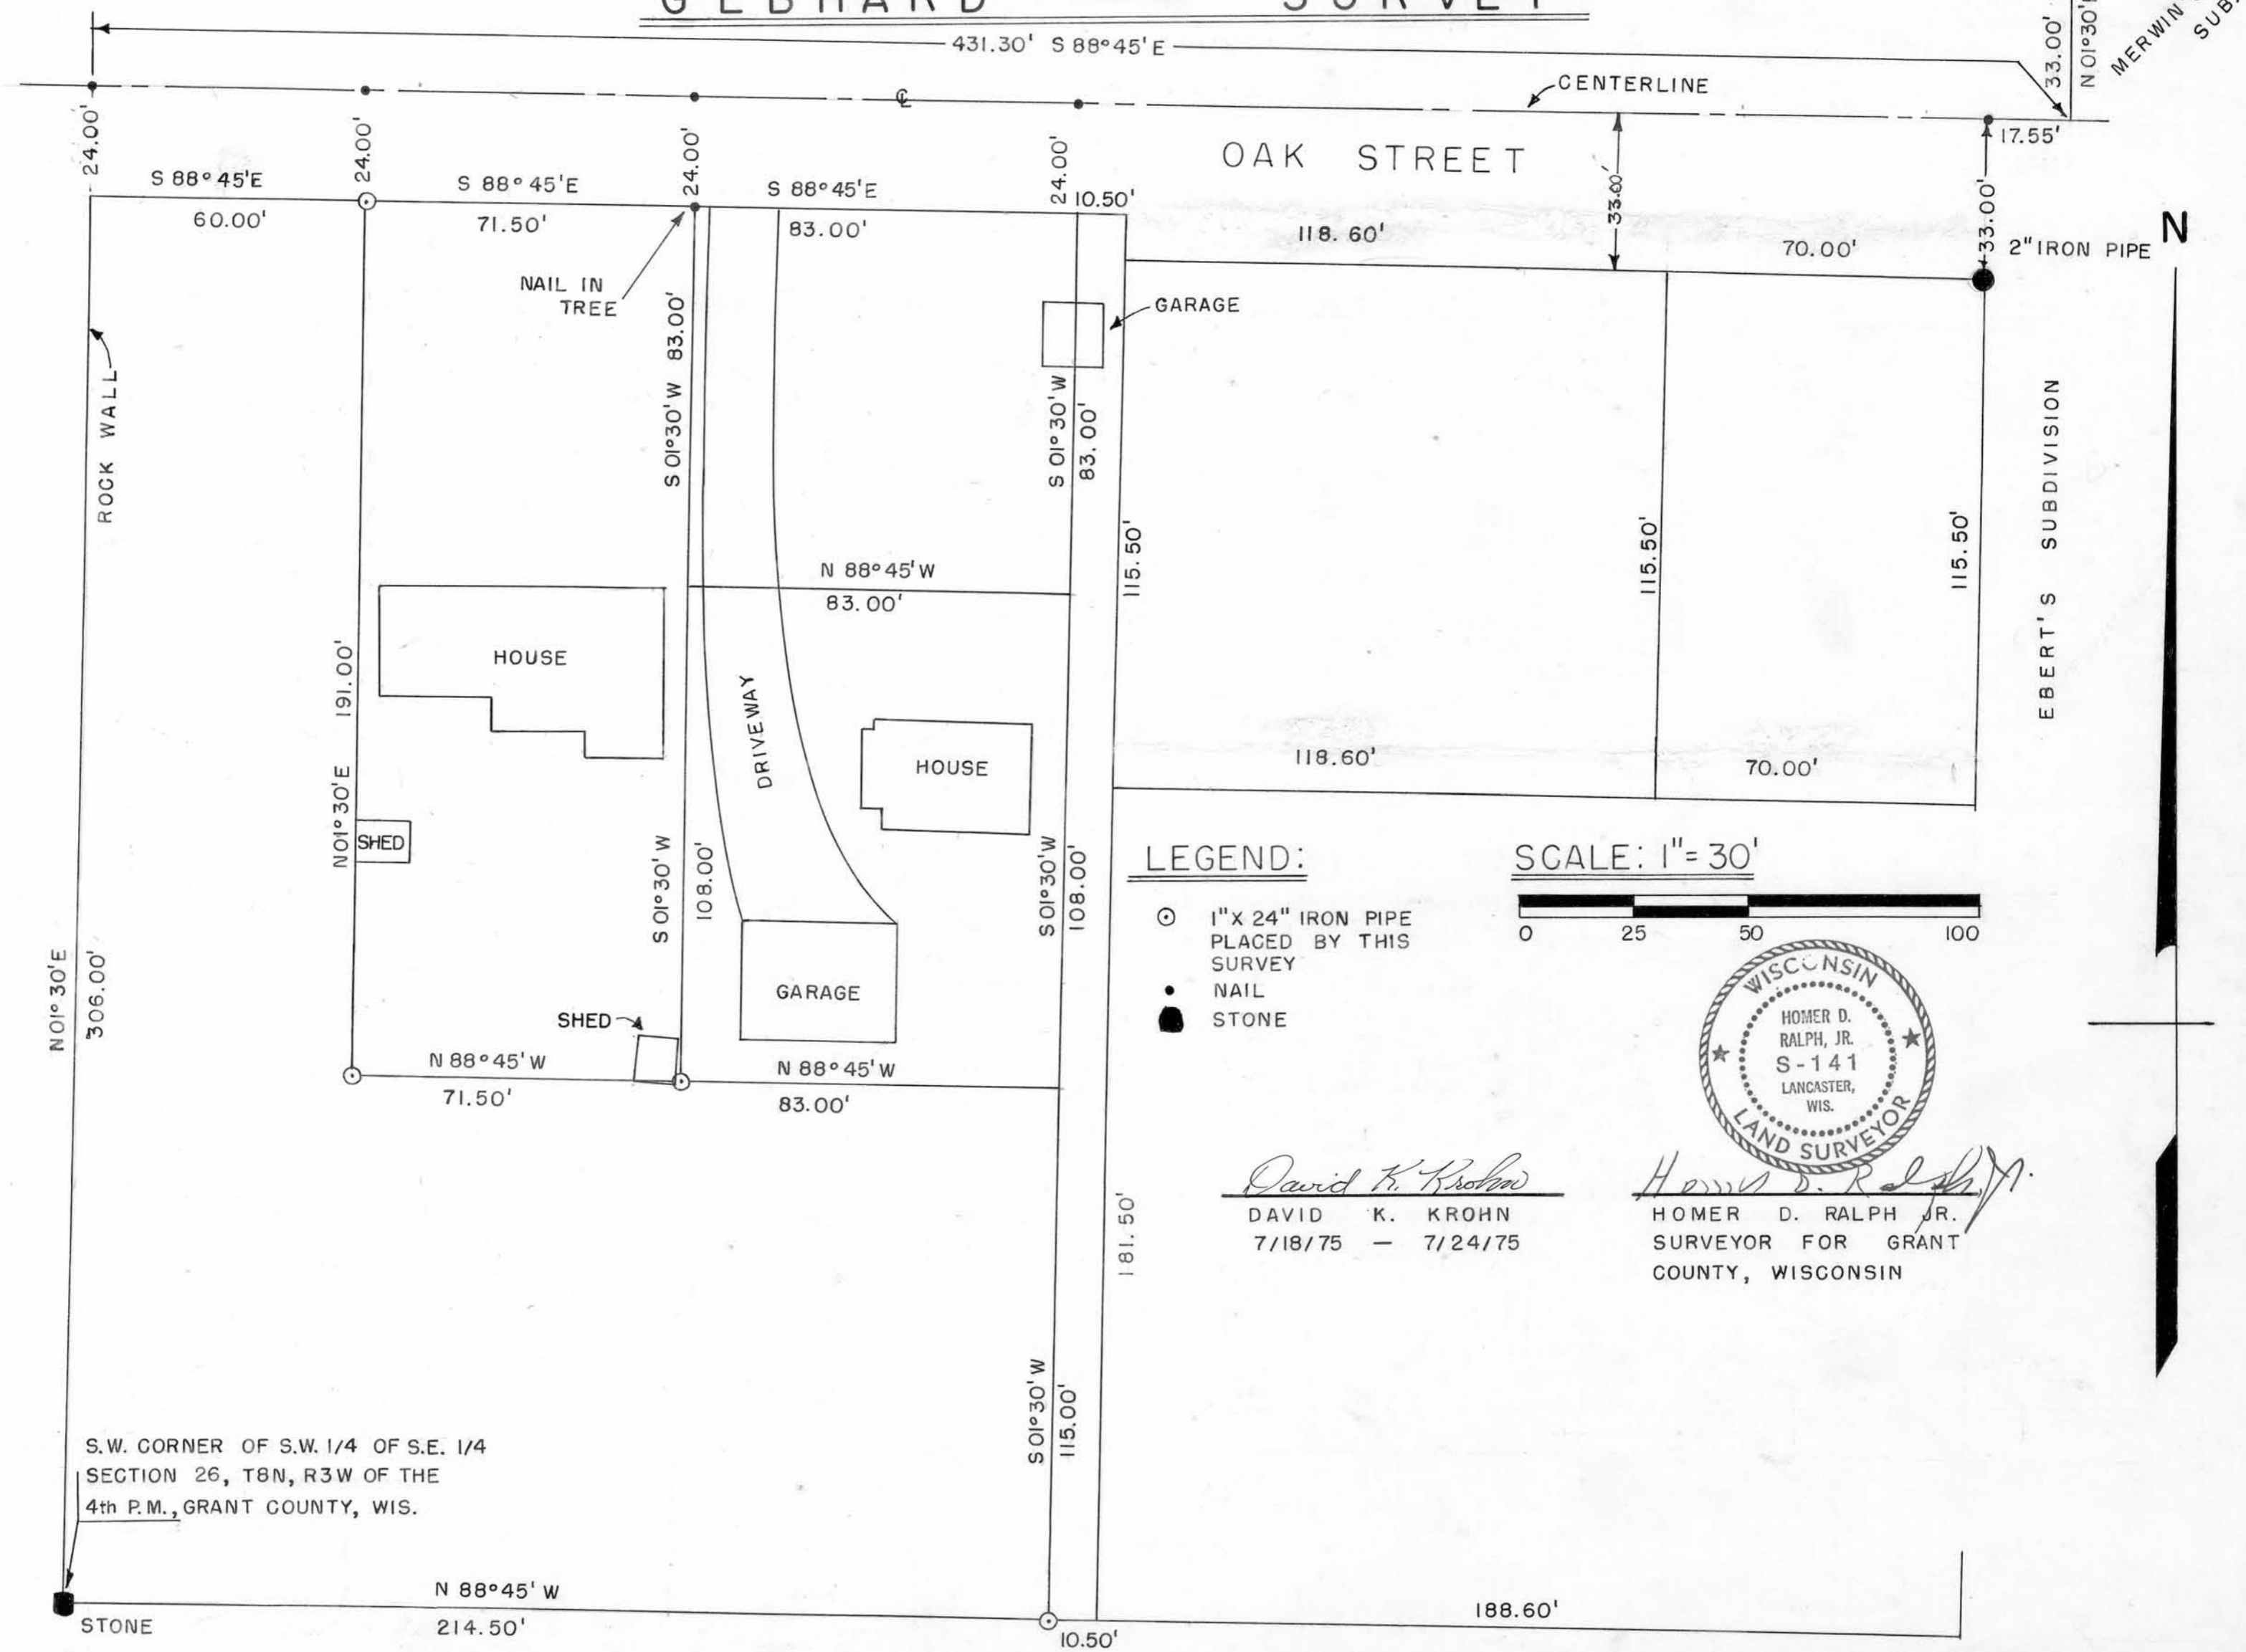 GEBHARD SURVEY
431.30' S 88°45'E
33.00'
N 01°30'E
MERWIN
CENTERLINE
℄
24.00'
24.00'
24.00'
24.00'
17.55'
OAK STREET
S 88°45'E
60.00'
S 88°45'E
71.50'
S 88°45'E
83.00'
10.50'
33.00'
33.00'
118.60'
70.00'
2" IRON PIPE
N
NAIL IN
TREE
GARAGE
ROCK WALL
S 01°30'W 83.00'
S 01°30'W
83.00'
115.50'
115.50'
115.50'
EBERT'S SUBDIVISION
N 88°45'W
83.00'
HOUSE
DRIVEWAY
HOUSE
118.60'
70.00'
N01°30'E 191.00'
SHED
S 01°30'W
108.00'
S 01°30'W
108.00'
GARAGE
SHED
N01°30'E
306.00'
N 88°45'W
71.50'
N 88°45'W
83.00'
LEGEND:
1"X 24" IRON PIPE
PLACED BY THIS
SURVEY
NAIL
STONE
SCALE: 1"= 30'
0 25 50 100
WISCONSIN
HOMER D.
RALPH, JR.
S-141
LANCASTER,
WIS.
LAND SURVEYOR
David K. Krohn
DAVID K. KROHN
7/18/75 — 7/24/75
Homer D. Ralph, Jr.
HOMER D. RALPH JR.
SURVEYOR FOR GRANT
COUNTY, WISCONSIN
181.50'
S 01°30'W
115.00'
S.W. CORNER OF S.W. 1/4 OF S.E. 1/4
SECTION 26, T8N, R3W OF THE
4th P.M., GRANT COUNTY, WIS.
STONE
N 88°45'W
214.50'
10.50'
188.60'